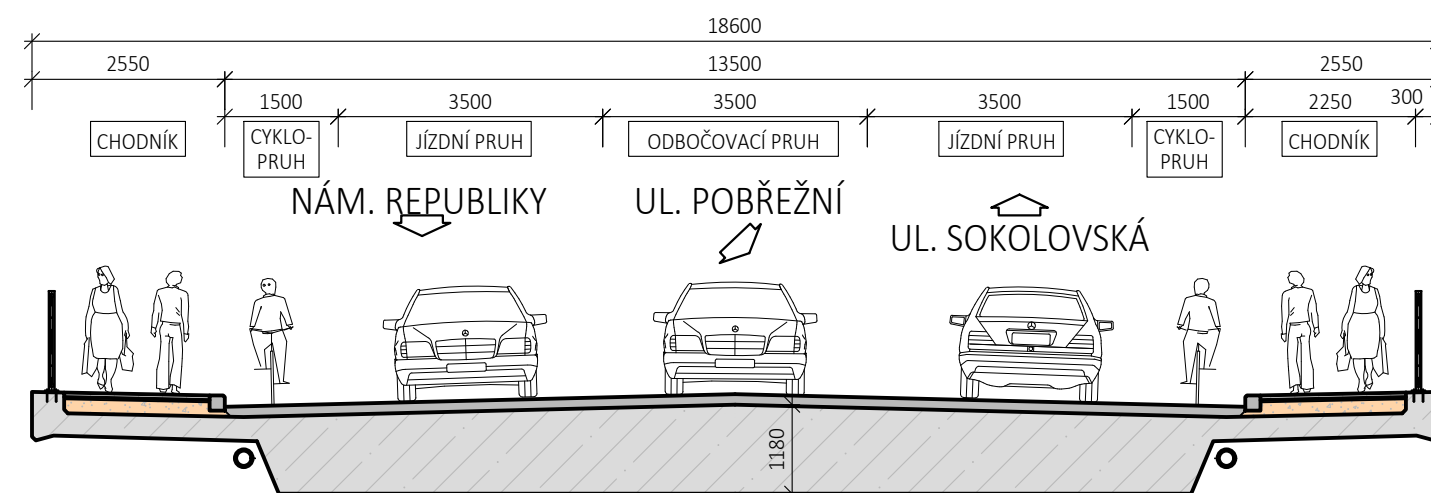 18600
2550 13500 2550
1500 3500 3500 3500 1500 2250 300
CHODNÍK
CYKLO-
PRUH
JÍZDNÍ PRUH
ODBOČOVACÍ PRUH
JÍZDNÍ PRUH
CYKLO-
PRUH
CHODNÍK
NÁM. REPUBLIKY
UL. POBŘEŽNÍ
UL. SOKOLOVSKÁ
1180